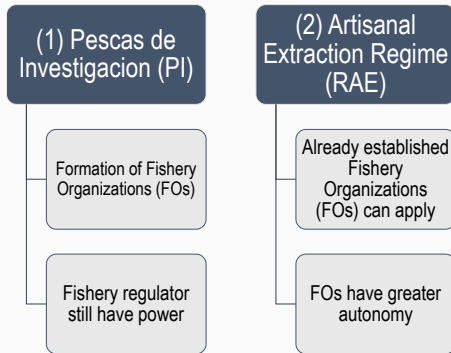 (1) Pescas de
Investigacion (PI)
Formation of Fishery
Organizations (FOs)
Fishery regulator
still have power
(2) Artisanal
Extraction Regime
(RAE)
Already established
Fishery
Organizations
(FOs) can apply
FOs have greater
autonomy